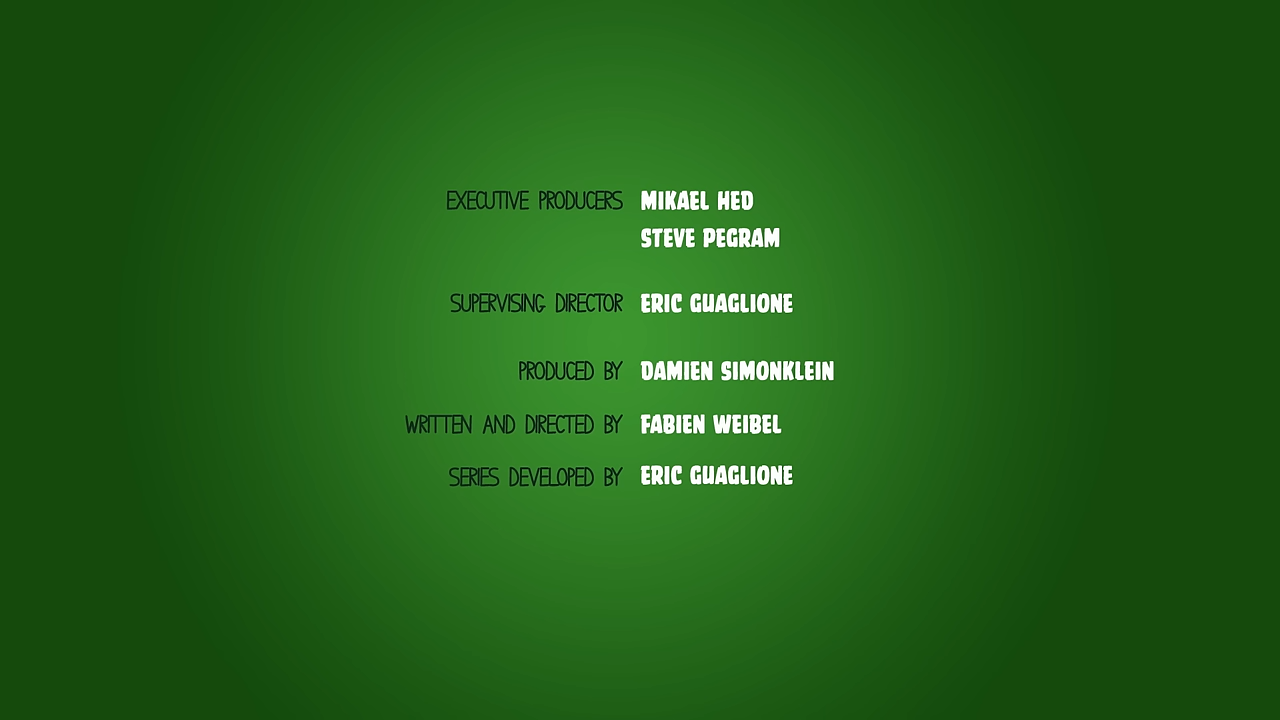 EXECUTIVE PRODUCERS MIKAEL HED
STEVE PEGRAM
SUPERVISING DIRECTOR ERIC GUAGLIONE
PRODUCED BY DAMIEN SIMONKLEIN
WRITTEN AND DIRECTED BY FABIEN WEIBEL
SERIES DEVELOPED BY ERIC GUAGLIONE